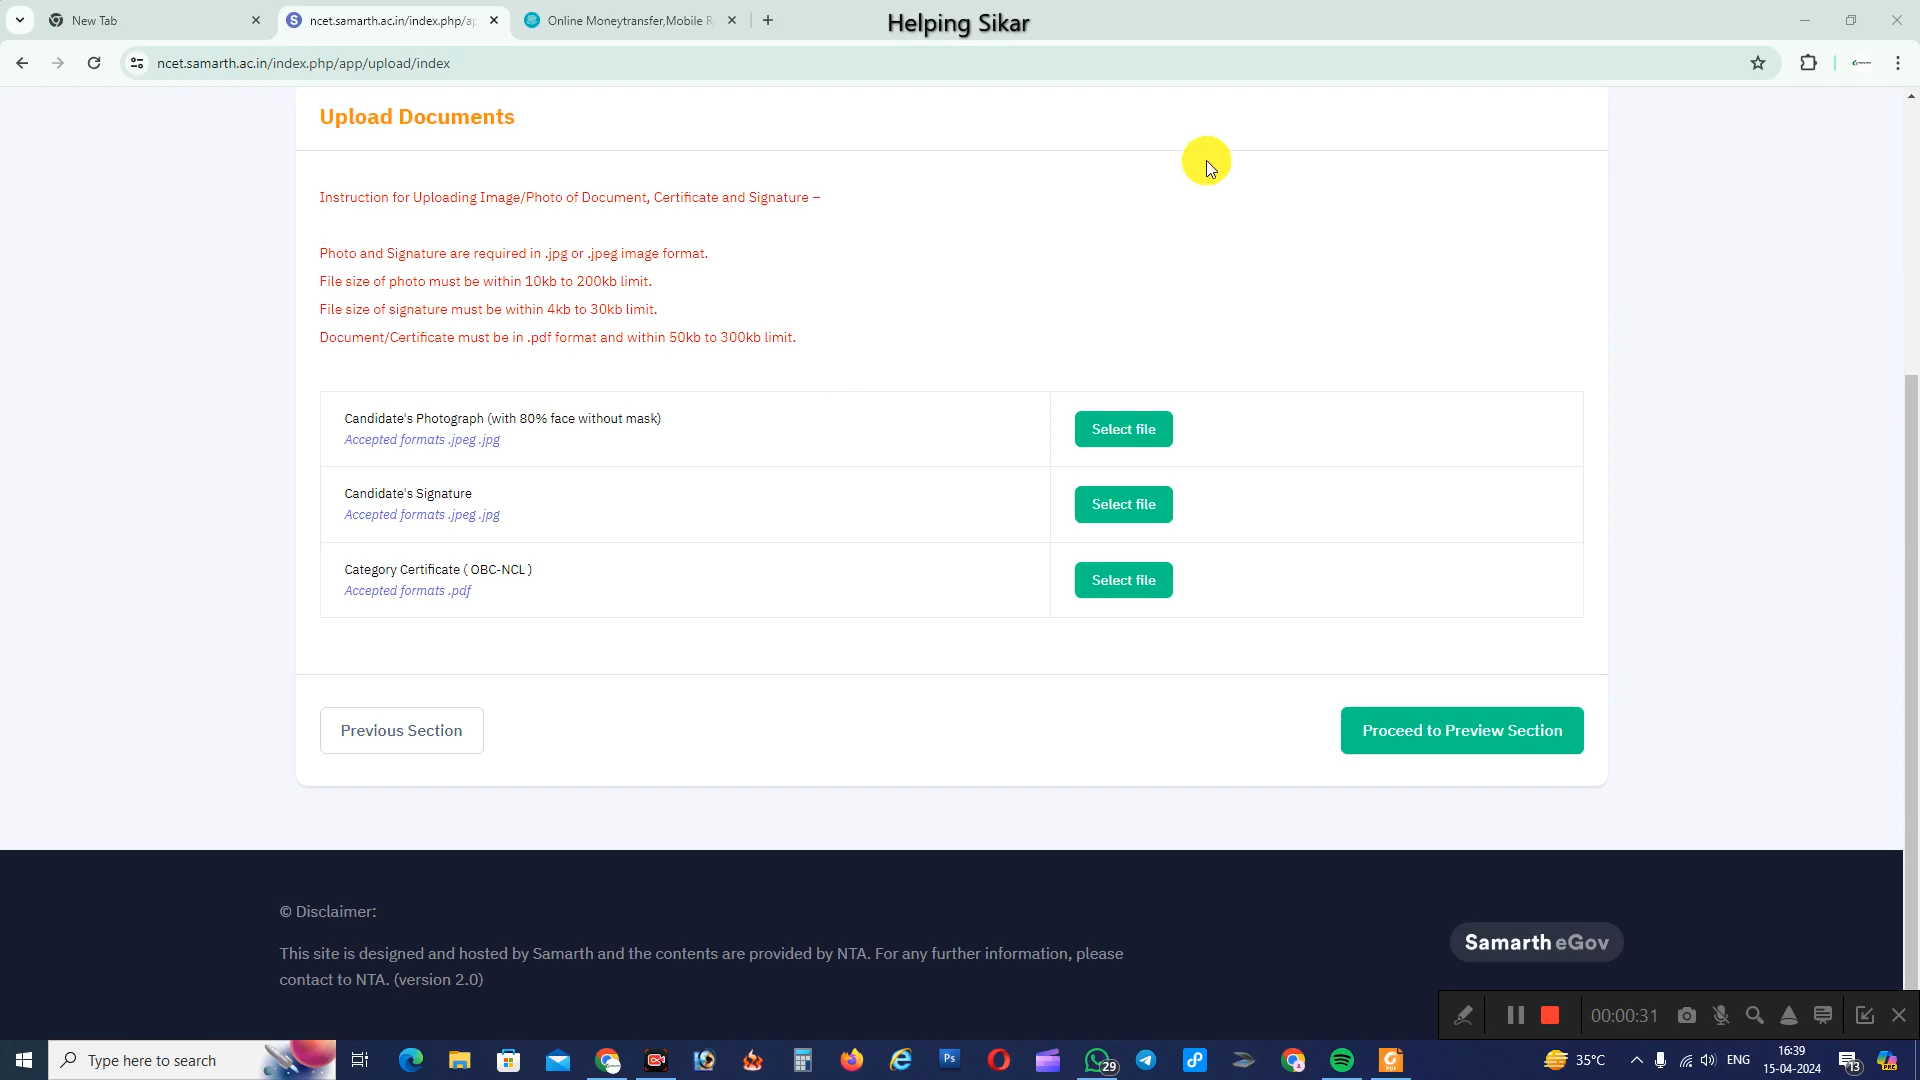 New Tab
ncet.samarth.ac.in/index.php/ap
Online Moneytransfer,Mobile R
Helping Sikar
ncet.samarth.ac.in/index.php/app/upload/index
Upload Documents
Instruction for Uploading Image/Photo of Document, Certificate and Signature –
Photo and Signature are required in .jpg or .jpeg image format.
File size of photo must be within 10kb to 200kb limit.
File size of signature must be within 4kb to 30kb limit.
Document/Certificate must be in .pdf format and within 50kb to 300kb limit.
Candidate's Photograph (with 80% face without mask)
Accepted formats .jpeg .jpg
Select file
Candidate's Signature
Accepted formats .jpeg .jpg
Select file
Category Certificate ( OBC-NCL )
Accepted formats .pdf
Select file
Previous Section
Proceed to Preview Section
© Disclaimer:
This site is designed and hosted by Samarth and the contents are provided by NTA. For any further information, please
contact to NTA. (version 2.0)
Samarth eGov
00:00:31
Type here to search
Ps
29
35°C
ENG
16:39
15-04-2024
13